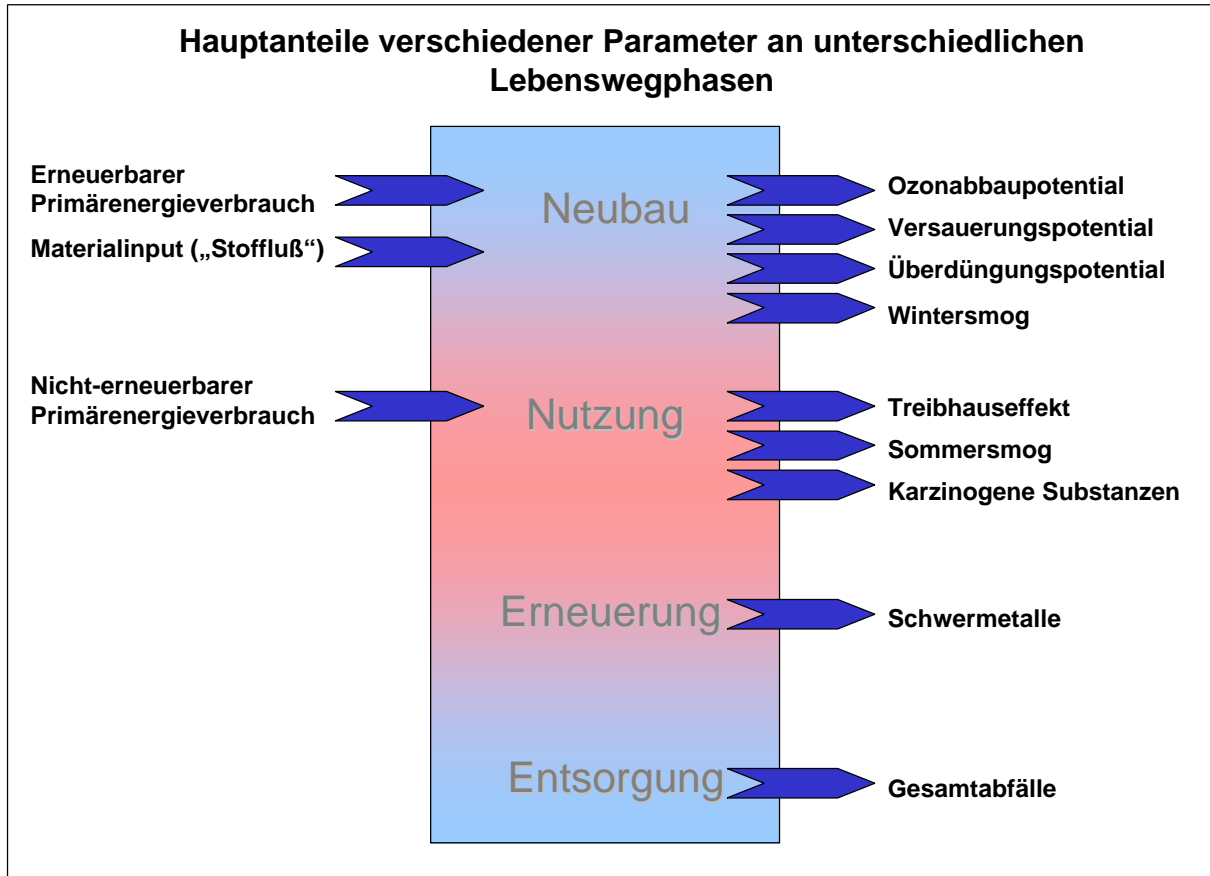 Hauptanteile verschiedener Parameter an unterschiedlichen
Lebenswegphasen
Erneuerbarer
Primärenergieverbrauch
Materialinput („Stofffluß“)
Neubau
Ozonabbaupotential
Versauerungspotential
Überdüngungspotential
Wintersmog
Nicht-erneuerbarer
Primärenergieverbrauch
Nutzung
Treibhauseffekt
Sommersmog
Karzinogene Substanzen
Erneuerung
Schwermetalle
Entsorgung
Gesamtabfälle